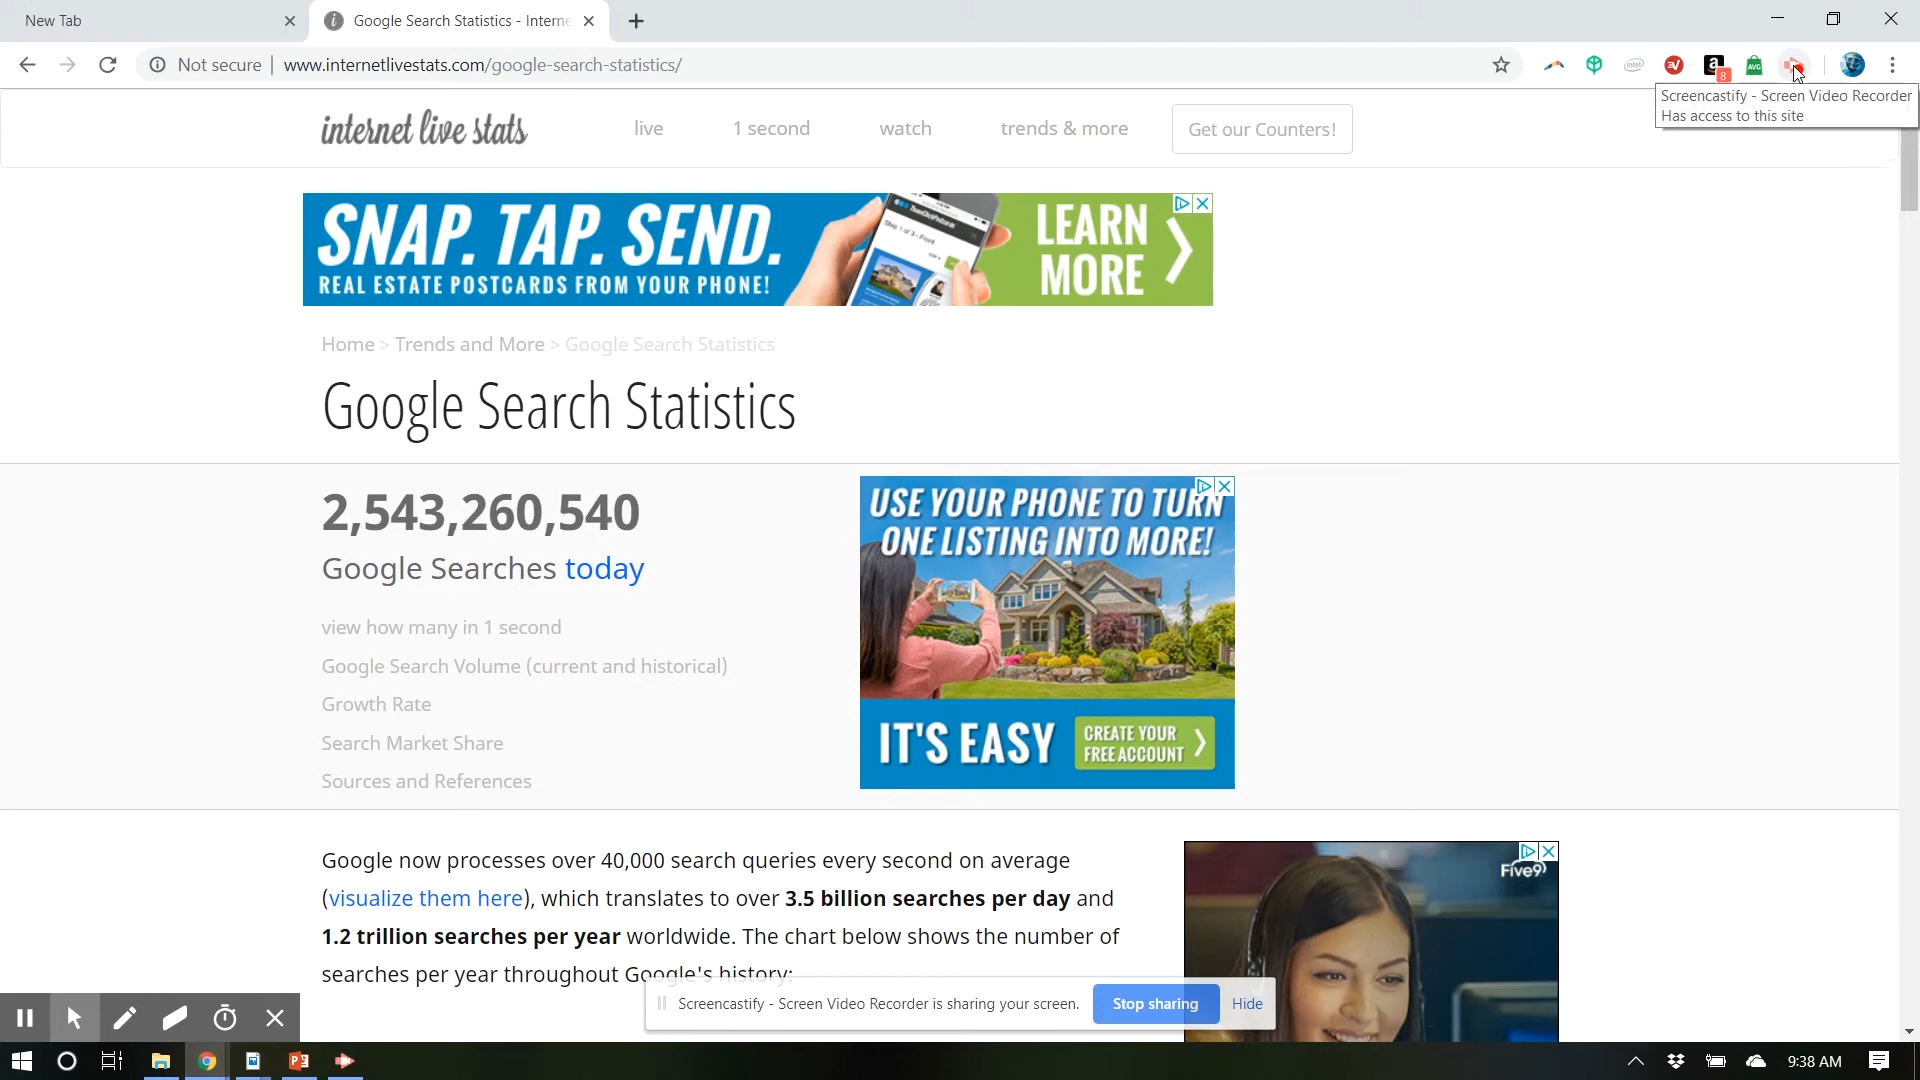 New Tab
Google Search Statistics - Interne
Not secure
www.internetlivestats.com/google-search-statistics/
intel
a
8
AVG
Screencastify - Screen Video Recorder
Has access to this site
internet live stats
live
1 second
watch
trends & more
Get our Counters!
SNAP. TAP. SEND.
REAL ESTATE POSTCARDS FROM YOUR PHONE!
LEARN
MORE
Home > Trends and More > Google Search Statistics
Google Search Statistics
2,543,260,540
Google Searches today
view how many in 1 second
Google Search Volume (current and historical)
Growth Rate
Search Market Share
Sources and References
USE YOUR PHONE TO TURN
ONE LISTING INTO MORE!
IT'S EASY
CREATE YOUR
FREE ACCOUNT
Google now processes over 40,000 search queries every second on average
(visualize them here), which translates to over 3.5 billion searches per day and
1.2 trillion searches per year worldwide. The chart below shows the number of
searches per year throughout Google's history:
Five9
Screencastify - Screen Video Recorder is sharing your screen.
Stop sharing
Hide
9:38 AM